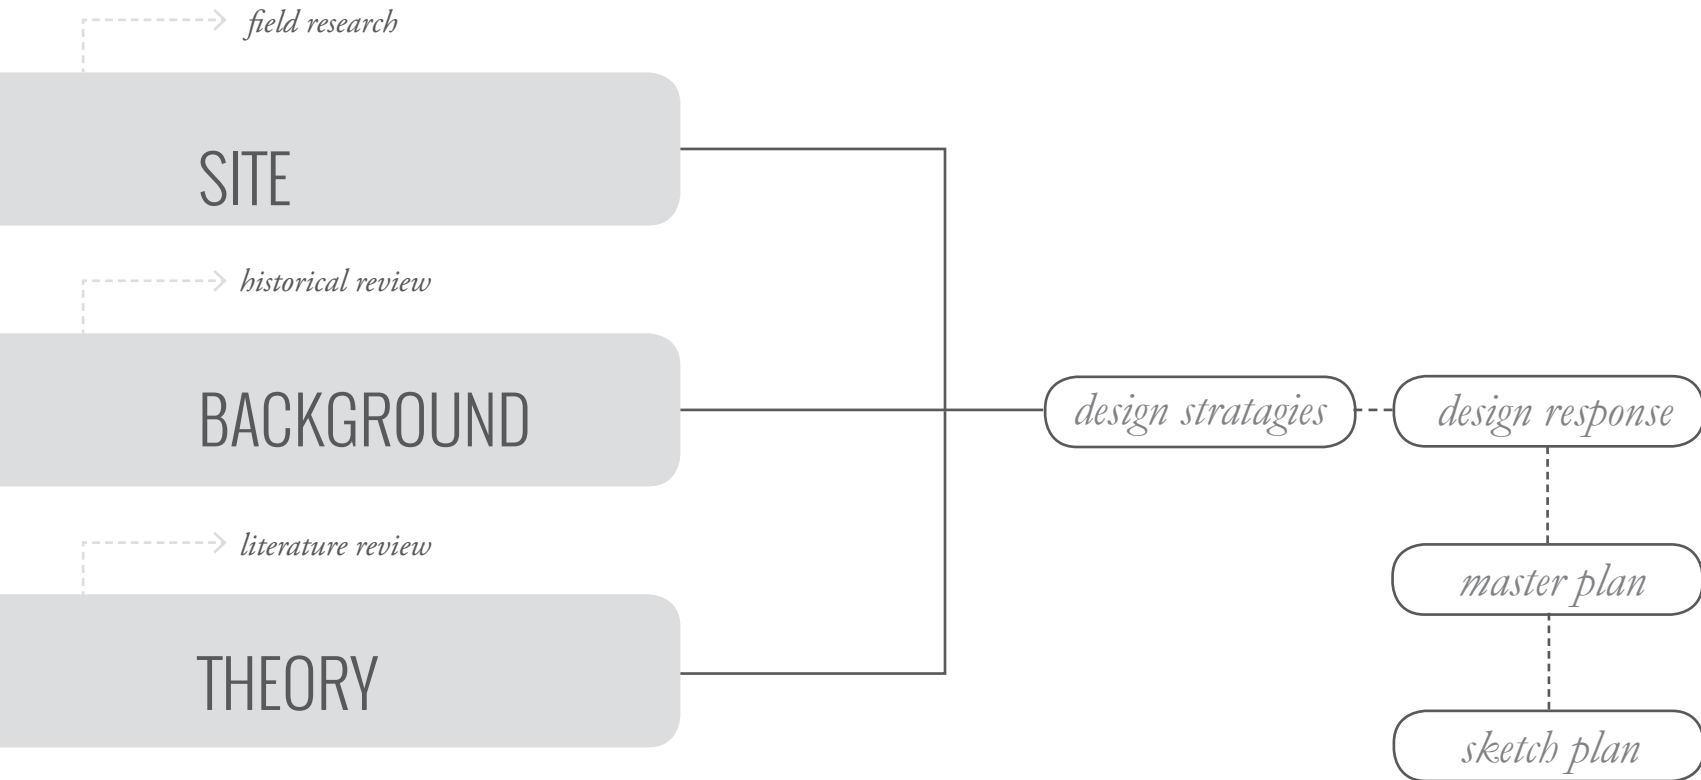 field research
SITE
historical review
BACKGROUND
literature review
THEORY
design stratagies
design response
master plan
sketch plan